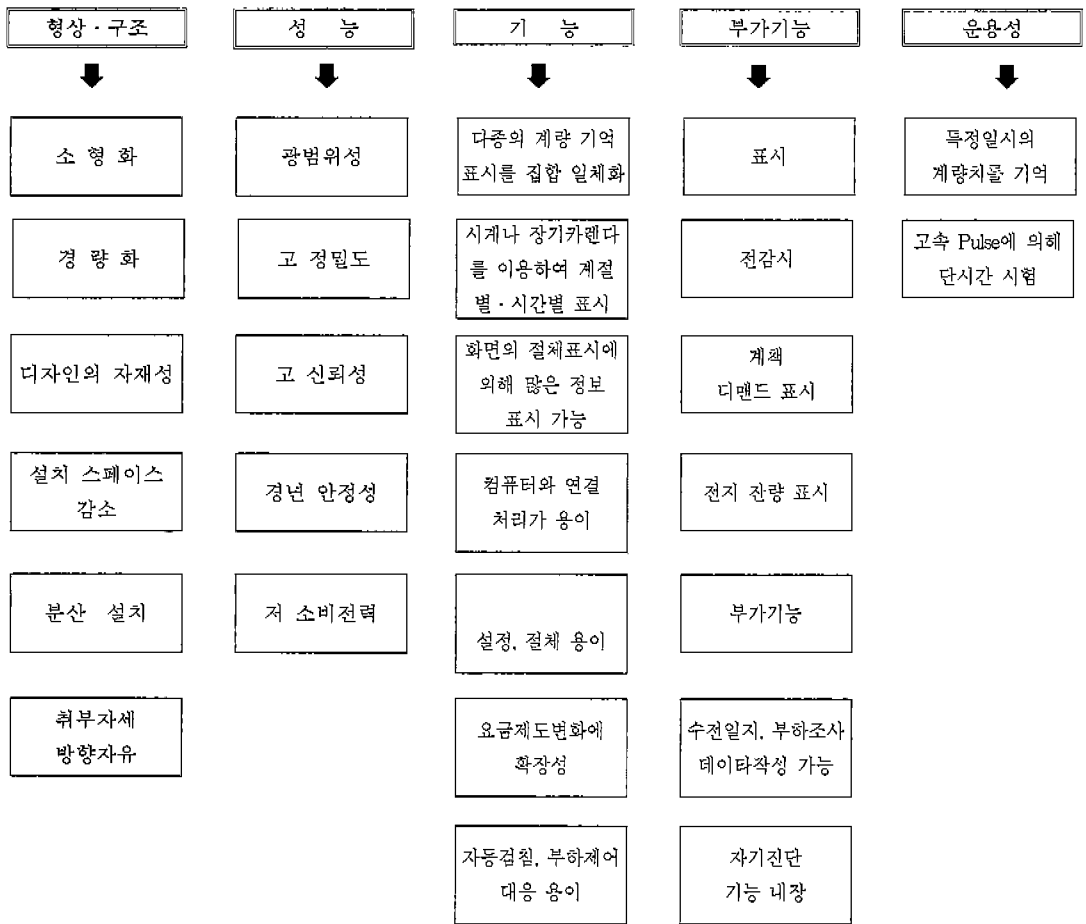 형상·구조
성 능
기 능
부가기능
운용성
소 형 화
광범위성
다종의 계량 기억
표시를 집합 일체화
표시
특정일시의
계량치를 기억
경 량 화
고 정밀도
시계나 장기카렌다
를 이용하여 계절
별·시간별 표시
전감시
고속 Pulse에 의해
단시간 시험
디자인의 자재성
고 신뢰성
화면의 절체표시에
의해 많은 정보
표시 가능
계책
디맨드 표시
설치 스페이스
감소
경년 안정성
컴퓨터와 연결
처리가 용이
전지 잔량 표시
분산 설치
저 소비전력
설정, 절체 용이
부가기능
취부자세
방향자유
요금제도변화에
확장성
수전일지, 부하조사
데이타작성 가능
자동검침, 부하제어
대응 용이
자기진단
기능 내장